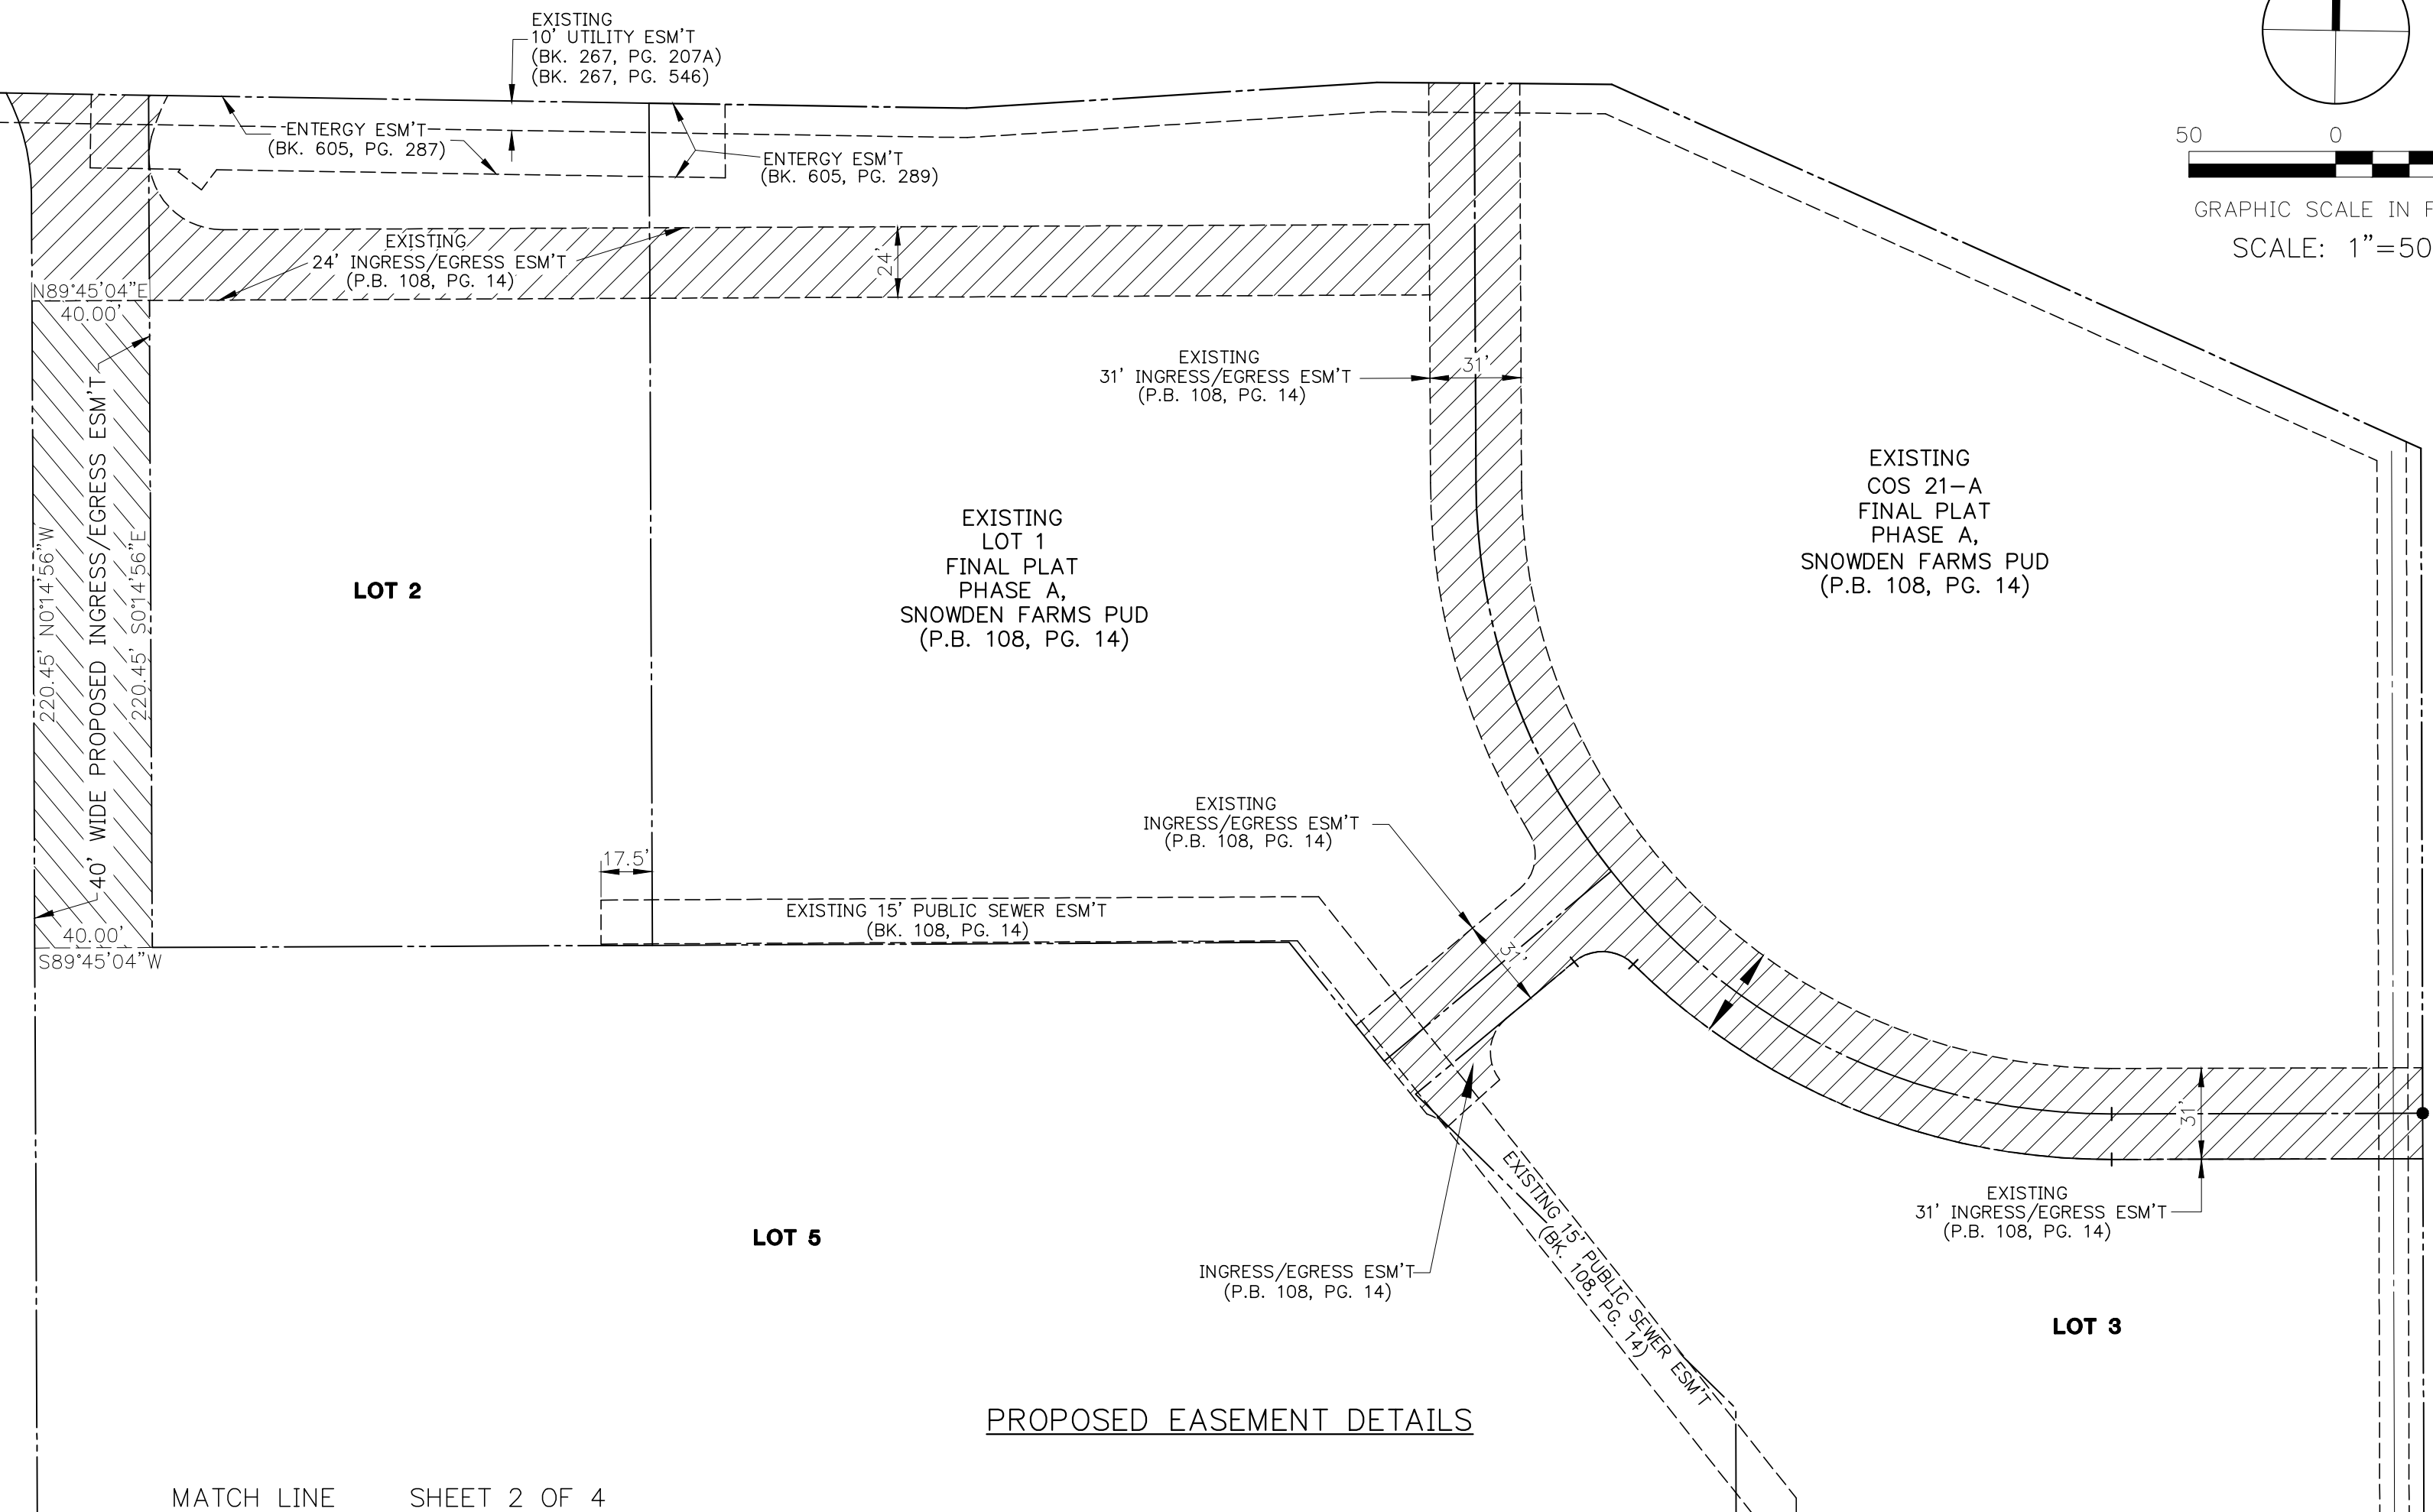 EXISTING
10' UTILITY ESM'T
(BK. 267, PG. 207A)
(BK. 267, PG. 546)
50 0
GRAPHIC SCALE IN F
SCALE: 1"=50
ENTERGY ESM'T
(BK. 605, PG. 287)
ENTERGY ESM'T
(BK. 605, PG. 289)
EXISTING
24' INGRESS/EGRESS ESM'T
(P.B. 108, PG. 14)
24'
N89°45'04"E
40.00'
EXISTING
31' INGRESS/EGRESS ESM'T
(P.B. 108, PG. 14)
31'
40' WIDE PROPOSED INGRESS/EGRESS ESM'T
220.45' N0°14'56"W
220.45' S0°14'56"E
LOT 2
EXISTING
LOT 1
FINAL PLAT
PHASE A,
SNOWDEN FARMS PUD
(P.B. 108, PG. 14)
EXISTING
COS 21-A
FINAL PLAT
PHASE A,
SNOWDEN FARMS PUD
(P.B. 108, PG. 14)
EXISTING
INGRESS/EGRESS ESM'T
(P.B. 108, PG. 14)
17.5'
EXISTING 15' PUBLIC SEWER ESM'T
(BK. 108, PG. 14)
40.00'
S89°45'04"W
31'
31'
EXISTING
31' INGRESS/EGRESS ESM'T
(P.B. 108, PG. 14)
EXISTING 15' PUBLIC SEWER ESM'T
(BK. 108, PG. 14)
LOT 5
INGRESS/EGRESS ESM'T
(P.B. 108, PG. 14)
LOT 3
PROPOSED EASEMENT DETAILS
MATCH LINE SHEET 2 OF 4